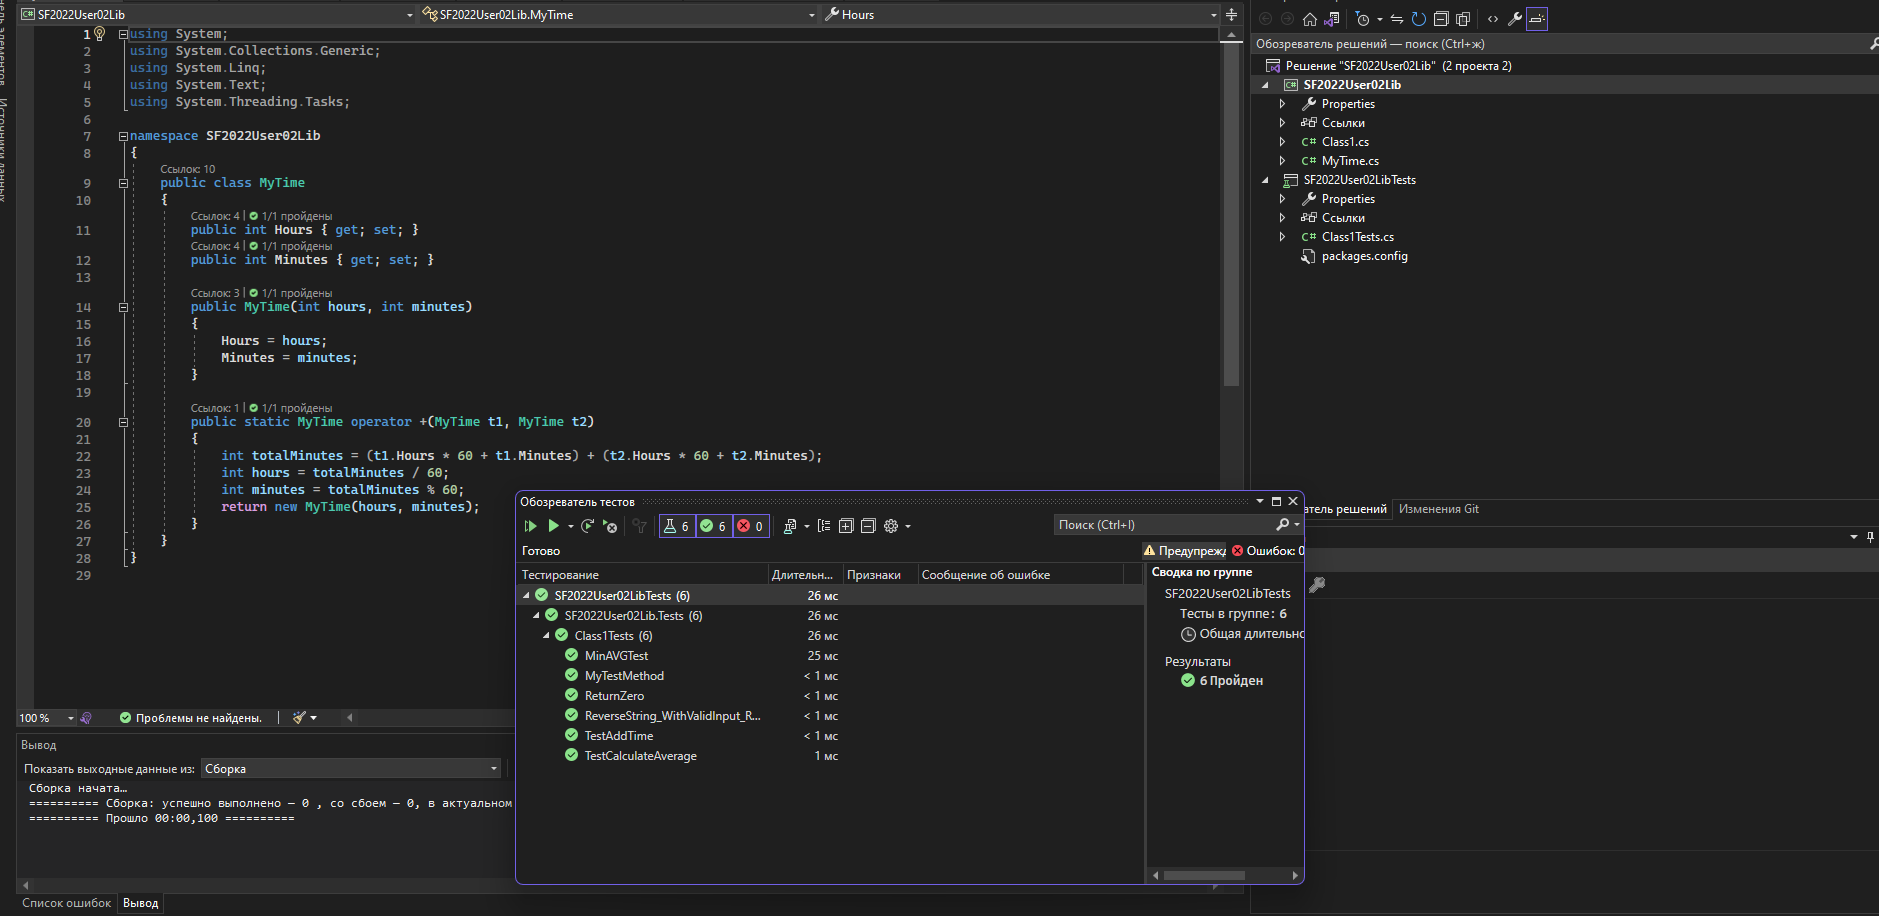 SF2022User02Lib
SF2022User02Lib.MyTime
Hours
1 using System;
2 using System.Collections.Generic;
3 using System.Linq;
4 using System.Text;
5 using System.Threading.Tasks;
6
7 namespace SF2022User02Lib
8 {
Ссылок: 10
9 public class MyTime
10 {
Ссылок: 4 | 1/1 пройдены
11 public int Hours { get; set; }
Ссылок: 4 | 1/1 пройдены
12 public int Minutes { get; set; }
13
Ссылок: 3 | 1/1 пройдены
14 public MyTime(int hours, int minutes)
15 {
16 Hours = hours;
17 Minutes = minutes;
18 }
19
Ссылок: 1 | 1/1 пройдены
20 public static MyTime operator +(MyTime t1, MyTime t2)
21 {
22 int totalMinutes = (t1.Hours * 60 + t1.Minutes) + (t2.Hours * 60 + t2.Minutes);
23 int hours = totalMinutes / 60;
24 int minutes = totalMinutes % 60;
25 return new MyTime(hours, minutes);
26 }
27 }
28 }
29
100 %
Проблемы не найдены.
Вывод
Показать выходные данные из: Сборка
Сборка начата…
========== Сборка: успешно выполнено — 0 , со сбоем — 0, в актуальном
========== Прошло 00:00,100 ==========
Список ошибок
Вывод
Обозреватель тестов
6 6 0
Поиск (Ctrl+I)
Готово
Предупрежд
Ошибок: 0
Тестирование Длительн... Признаки Сообщение об ошибке
SF2022User02LibTests (6) 26 мс
SF2022User02Lib.Tests (6) 26 мс
Class1Tests (6) 26 мс
MinAVGTest 25 мс
MyTestMethod < 1 мс
ReturnZero < 1 мс
ReverseString_WithValidInput_R... < 1 мс
TestAddTime < 1 мс
TestCalculateAverage 1 мс
Сводка по группе
SF2022User02LibTests
Тесты в группе: 6
Общая длительно
Результаты
6 Пройден
Обозреватель решений — поиск (Ctrl+ж)
Решение "SF2022User02Lib" (2 проекта 2)
SF2022User02Lib
Properties
Ссылки
Class1.cs
MyTime.cs
SF2022User02LibTests
Properties
Ссылки
Class1Tests.cs
packages.config
атель решений
Изменения Git
Источники данных